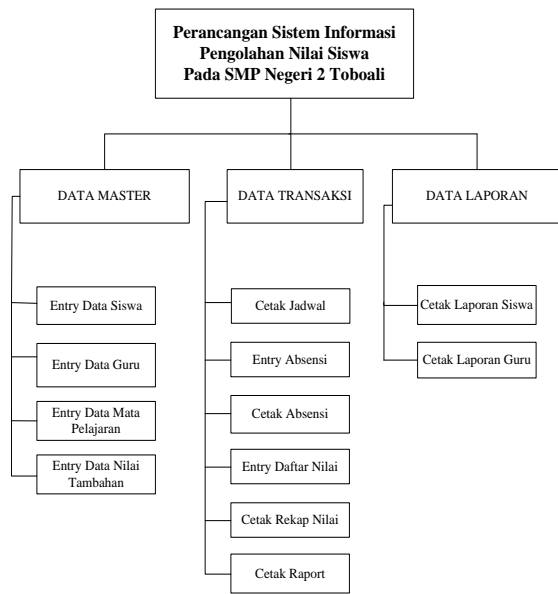 Perancangan Sistem Informasi
Pengolahan Nilai Siswa
Pada SMP Negeri 2 Toboali
DATA MASTER
DATA TRANSAKSI
DATA LAPORAN
Entry Data Siswa
Entry Data Guru
Entry Data Mata
Pelajaran
Entry Data Nilai
Tambahan
Cetak Jadwal
Entry Absensi
Cetak Absensi
Entry Daftar Nilai
Cetak Rekap Nilai
Cetak Raport
Cetak Laporan Siswa
Cetak Laporan Guru